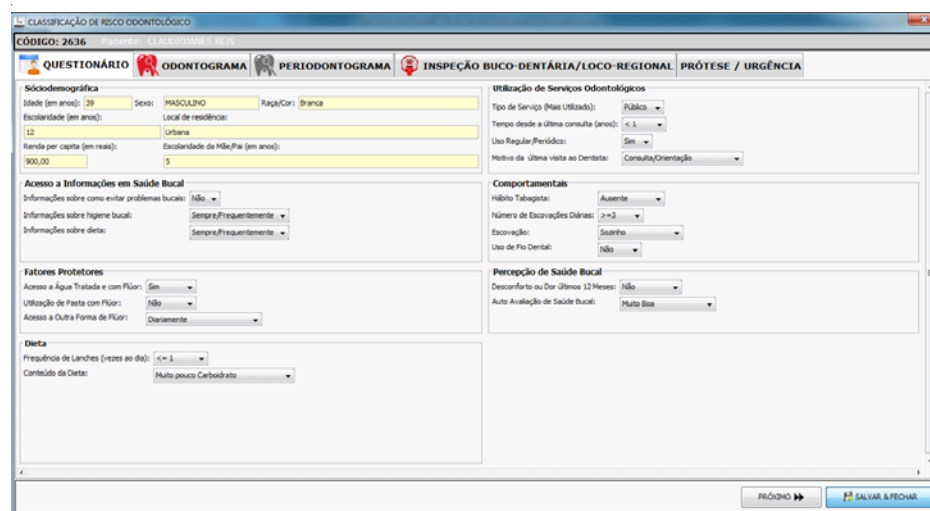 CLASSIFICAÇÃO DE RISCO ODONTOLÓGICO
CÓDIGO: 2636 Paciente: CLAUDIOJANES REIS
QUESTIONÁRIO ODONTOGRAMA PERIODONTOGRAMA INSPEÇÃO BUCO-DENTÁRIA/LOCO-REGIONAL PRÓTESE / URGÊNCIA
Sóciodemográfica
Idade (em anos): 39 Sexo: MASCULINO Raça/Cor: Branca
Escolaridade (em anos): Local de residência:
12 Urbana
Renda per capita (em reais): Escolaridade da Mãe/Pai (em anos):
900,00 5
Utilização de Serviços Odontológicos
Tipo de Serviço (Mais Utilizado): Público
Tempo desde a última consulta (anos): < 1
Uso Regular/Periódico: Sim
Motivo da última visita ao Dentista: Consulta/Orientação
Acesso a Informações em Saúde Bucal
Informações sobre como evitar problemas bucais: Não
Informações sobre higiene bucal: Sempre/Frequentemente
Informações sobre dieta: Sempre/Frequentemente
Comportamentais
Hábito Tabagista: Ausente
Número de Escovações Diárias: >=3
Escovação: Sozinho
Uso de Fio Dental: Não
Fatores Protetores
Acesso a Água Tratada e com Flúor: Sim
Utilização de Pasta com Flúor: Não
Acesso a Outra Forma de Flúor: Diariamente
Percepção de Saúde Bucal
Desconforto ou Dor últimos 12 Meses: Não
Auto Avaliação de Saúde Bucal: Muito Boa
Dieta
Frequência de Lanches (vezes ao dia): <= 1
Conteúdo da Dieta: Muito pouco Carboidrato
PRÓXIMO SALVAR & FECHAR